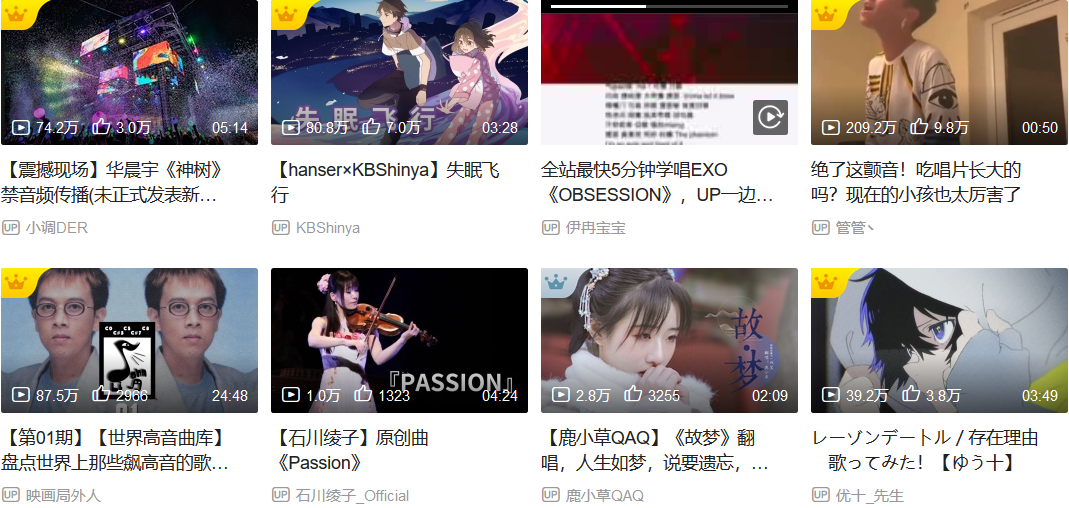 74.2万 3.0万 05:14
失眠飞行
80.8万 7.0万 03:28
209.2万 9.8万 00:50
【震撼现场】华晨宇《神树》
禁音频传播(未正式发表新…
UP 小调DER
【hanser×KBShinya】失眠飞
行
UP KBShinya
全站最快5分钟学唱EXO
《OBSESSION》，UP一边…
UP 伊冉宝宝
绝了这颤音！吃唱片长大的
吗？现在的小孩也太厉害了
UP 管管丶
87.5万 2966 24:48
『PASSION』
1.0万 1323 04:24
故·梦
2.8万 3255 02:09
39.2万 3.8万 03:49
【第01期】【世界高音曲库】
盘点世界上那些飙高音的歌…
UP 映画局外人
【石川绫子】原创曲
《Passion》
UP 石川绫子_Official
【鹿小草QAQ】《故梦》翻
唱，人生如梦，说要遗忘，…
UP 鹿小草QAQ
レーゾンデートル / 存在理由
歌ってみた！【ゆう十】
UP 优十_先生